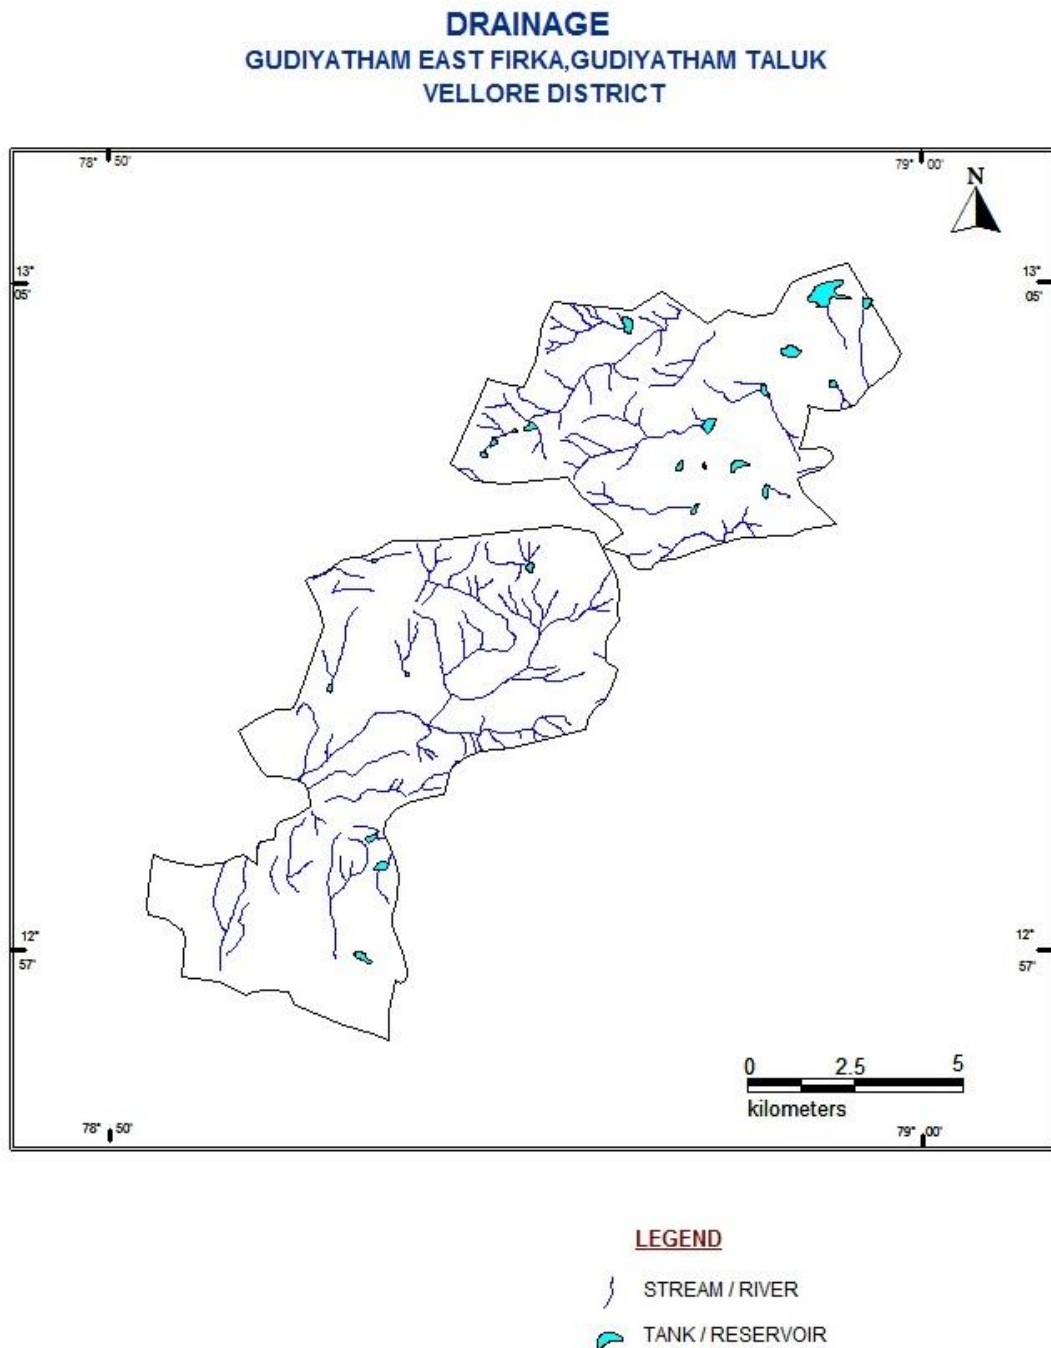 DRAINAGE
GUDIYATHAM EAST FIRKA,GUDIYATHAM TALUK
VELLORE DISTRICT
78° 50'
79° 00'
N
13°
05'
13°
05'
12°
57'
12°
57'
0 2.5 5
kilometers
78° 50'
79° 00'
LEGEND
STREAM / RIVER
TANK / RESERVOIR